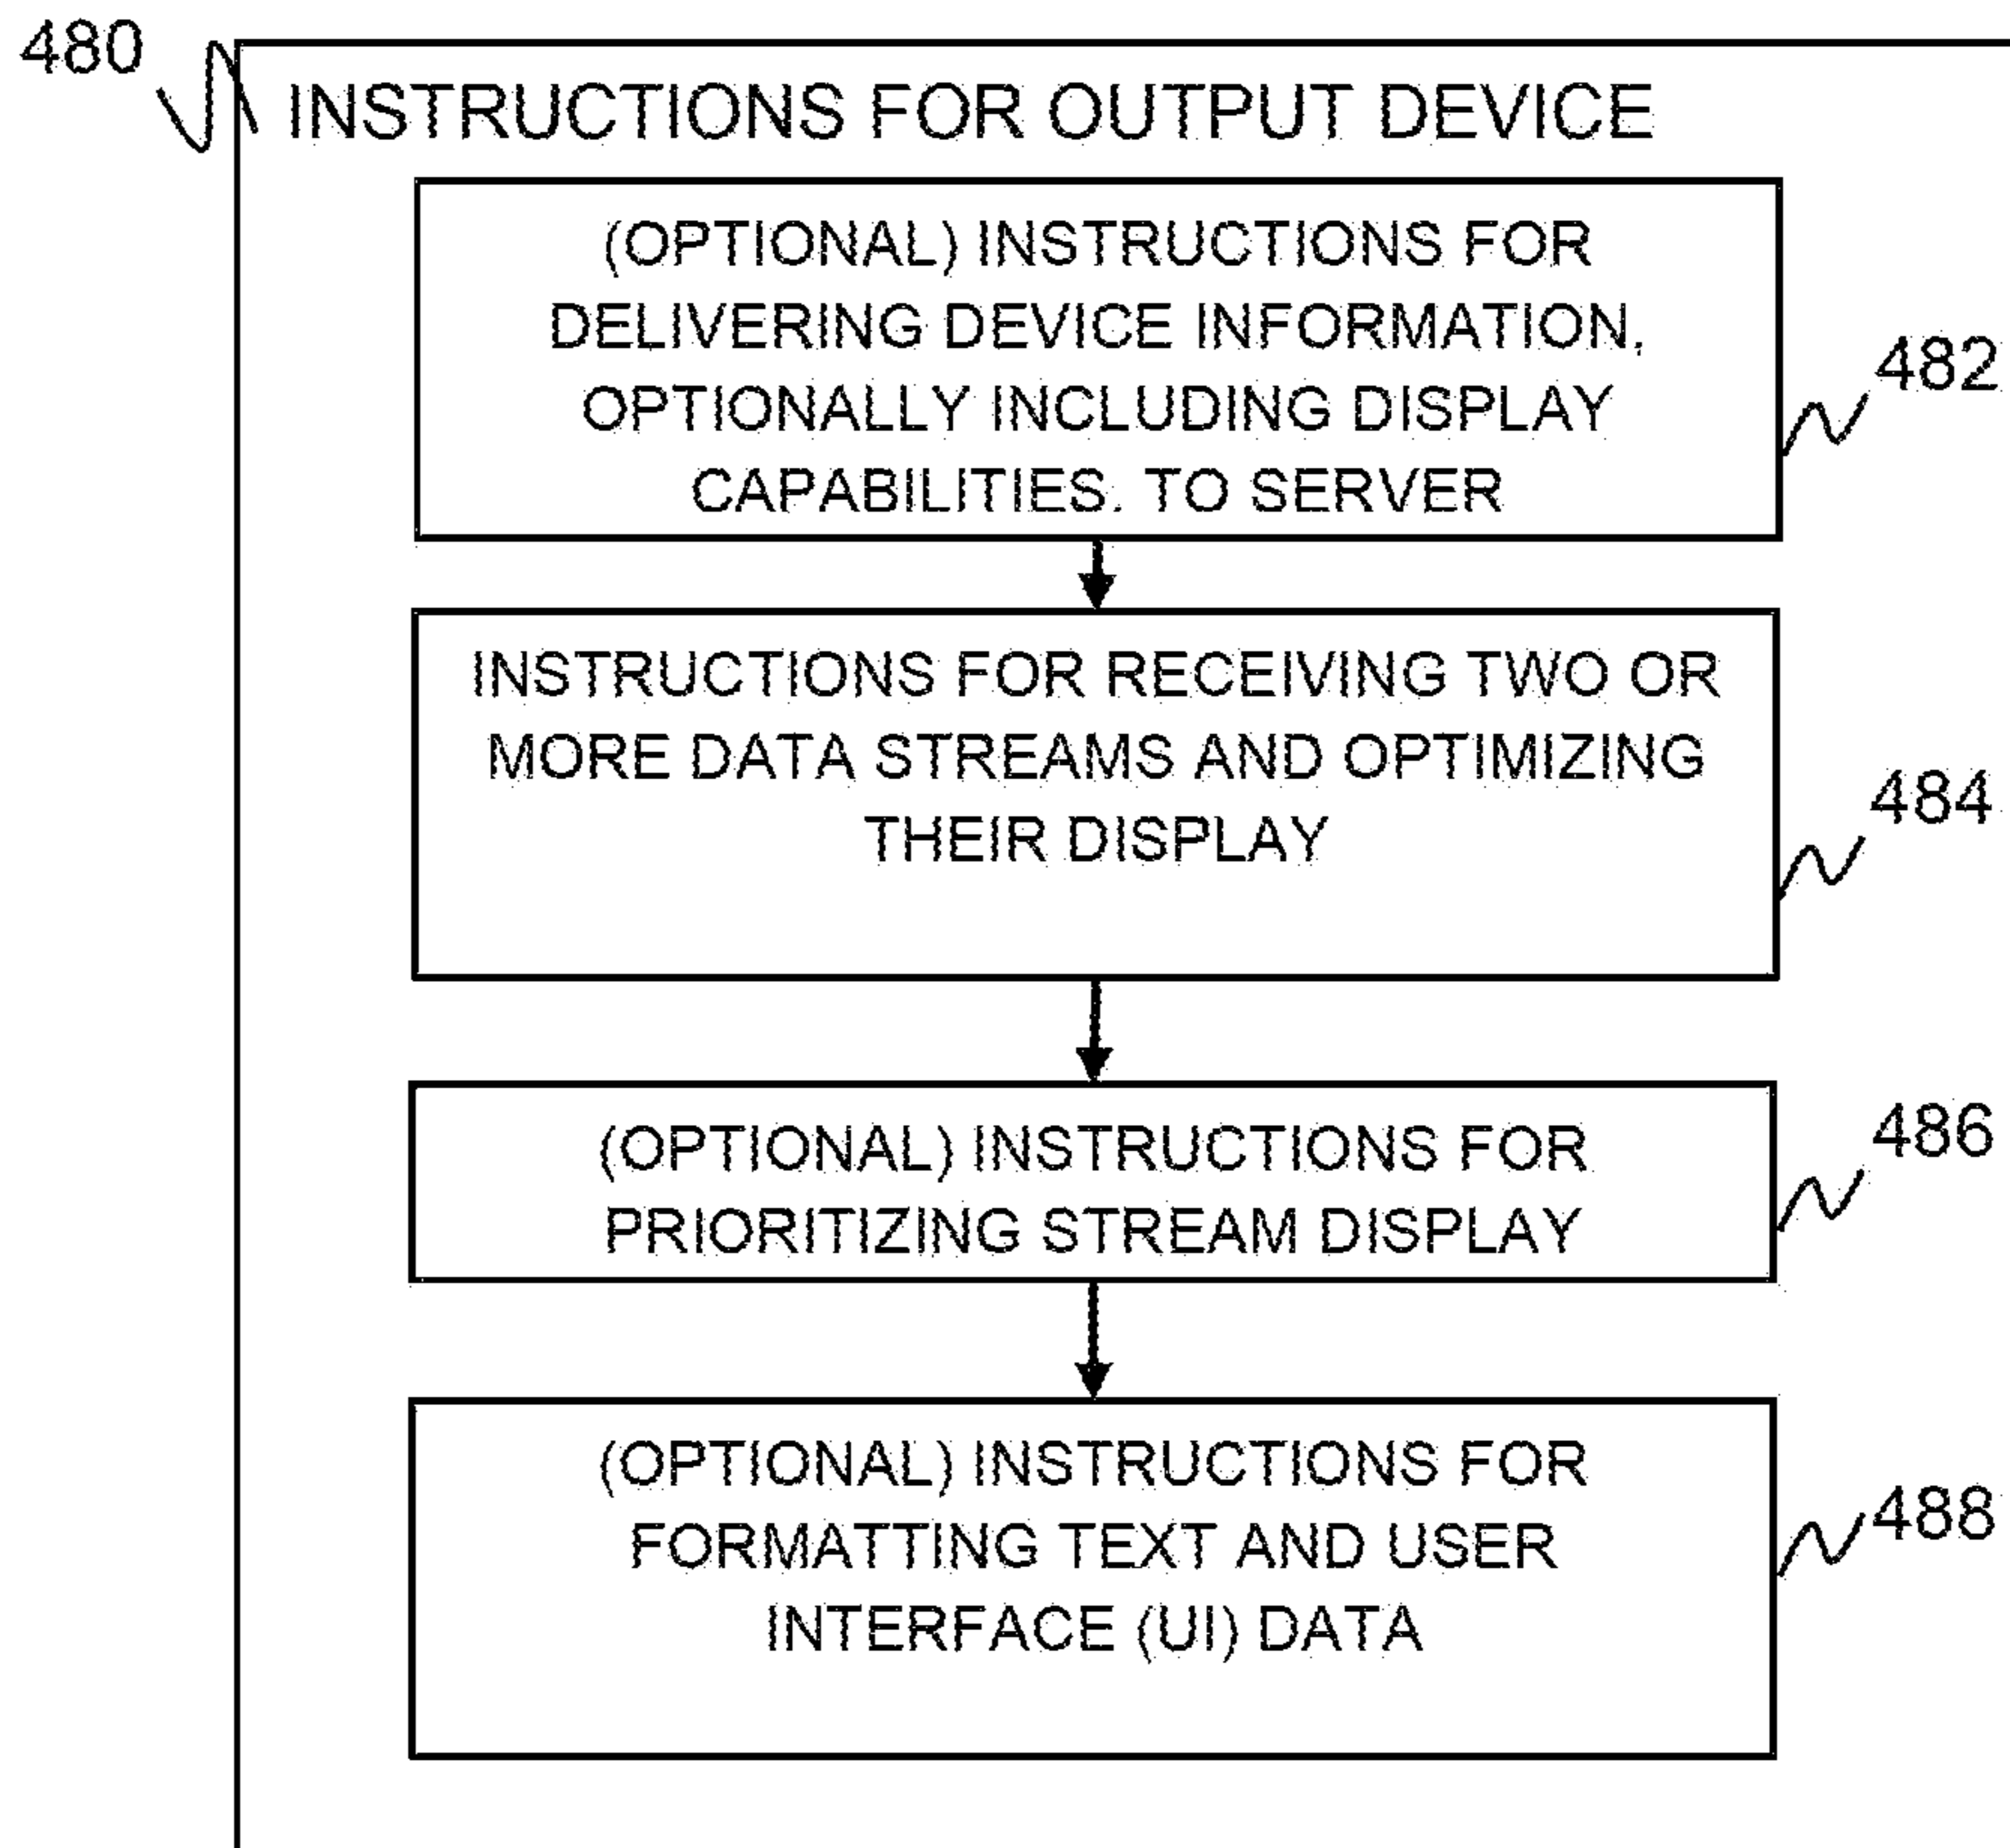 480
INSTRUCTIONS FOR OUTPUT DEVICE
(OPTIONAL) INSTRUCTIONS FOR
DELIVERING DEVICE INFORMATION,
OPTIONALLY INCLUDING DISPLAY
CAPABILITIES, TO SERVER
482
INSTRUCTIONS FOR RECEIVING TWO OR
MORE DATA STREAMS AND OPTIMIZING
THEIR DISPLAY
484
(OPTIONAL) INSTRUCTIONS FOR
PRIORITIZING STREAM DISPLAY
486
(OPTIONAL) INSTRUCTIONS FOR
FORMATTING TEXT AND USER
INTERFACE (UI) DATA
488